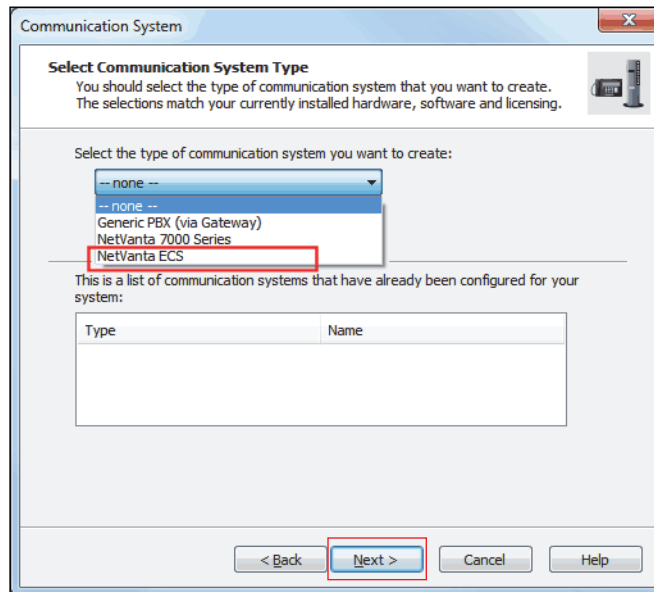 Communication System
Select Communication System Type
You should select the type of communication system that you want to create.
The selections match your currently installed hardware, software and licensing.
Select the type of communication system you want to create:
-- none --
-- none --
Generic PBX (via Gateway)
NetVanta 7000 Series
NetVanta ECS
This is a list of communication systems that have already been configured for your
system:
Type Name
< Back Next > Cancel Help